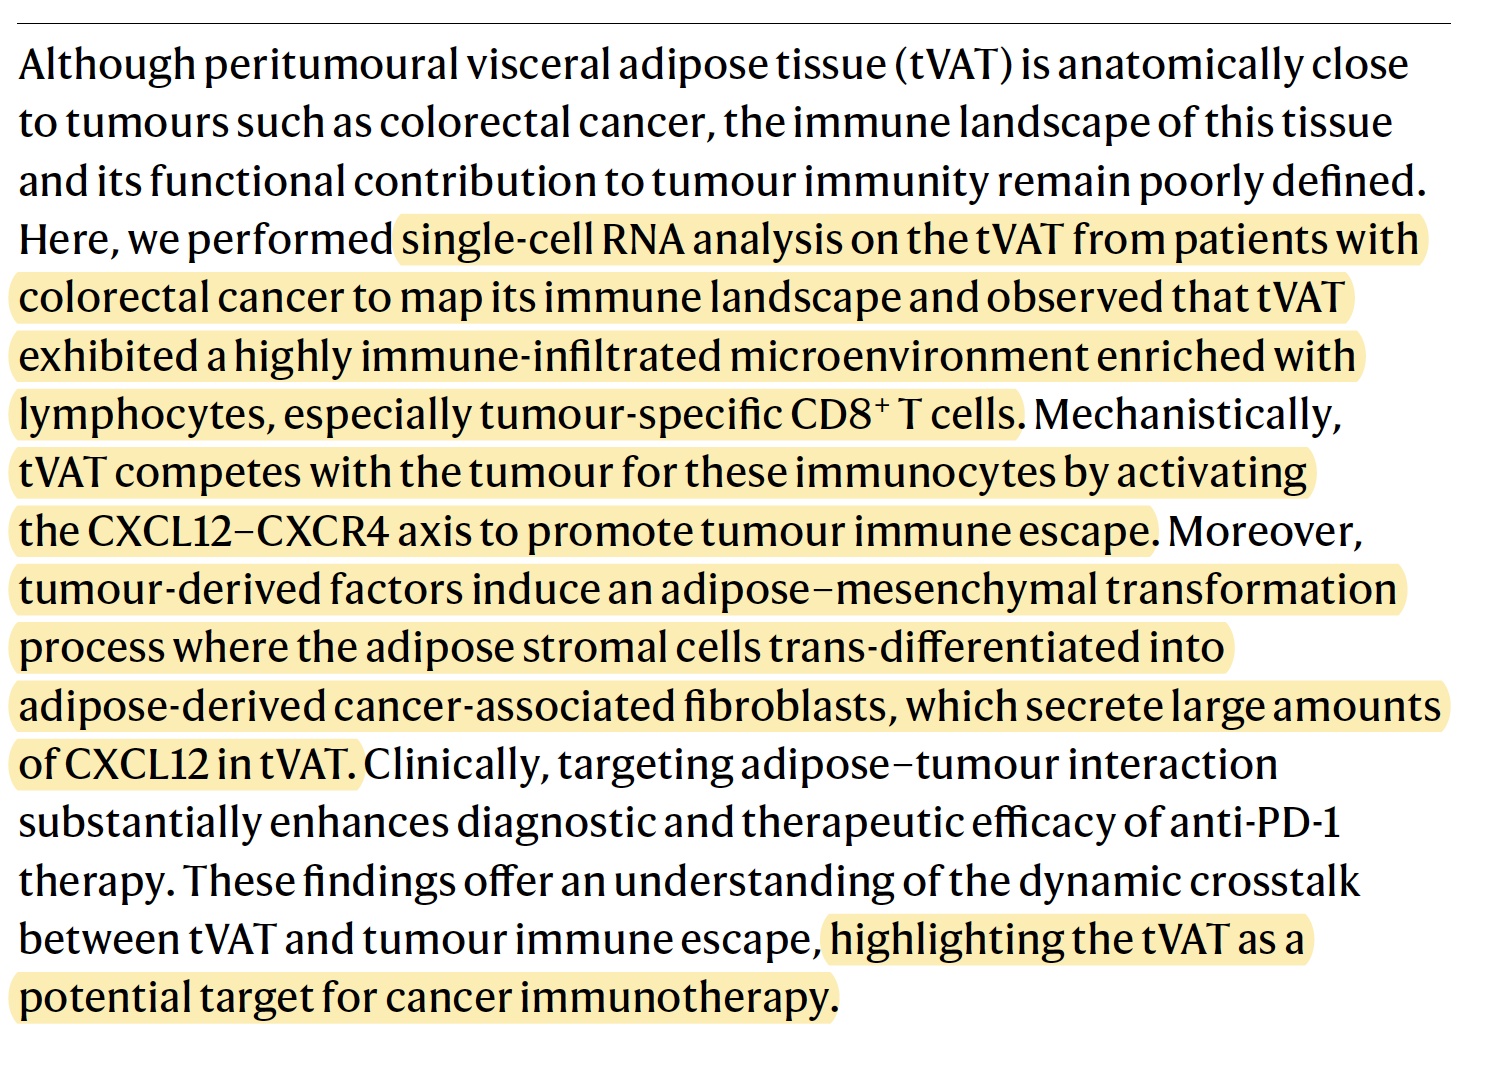 Although peritumoural visceral adipose tissue (tVAT) is anatomically close
to tumours such as colorectal cancer, the immune landscape of this tissue
and its functional contribution to tumour immunity remain poorly defined.
Here, we performed single-cell RNA analysis on the tVAT from patients with
colorectal cancer to map its immune landscape and observed that tVAT
exhibited a highly immune-infiltrated microenvironment enriched with
lymphocytes, especially tumour-specific CD8⁺ T cells. Mechanistically,
tVAT competes with the tumour for these immunocytes by activating
the CXCL12–CXCR4 axis to promote tumour immune escape. Moreover,
tumour-derived factors induce an adipose–mesenchymal transformation
process where the adipose stromal cells trans-differentiated into
adipose-derived cancer-associated fibroblasts, which secrete large amounts
of CXCL12 in tVAT. Clinically, targeting adipose–tumour interaction
substantially enhances diagnostic and therapeutic efficacy of anti-PD-1
therapy. These findings offer an understanding of the dynamic crosstalk
between tVAT and tumour immune escape, highlighting the tVAT as a
potential target for cancer immunotherapy.